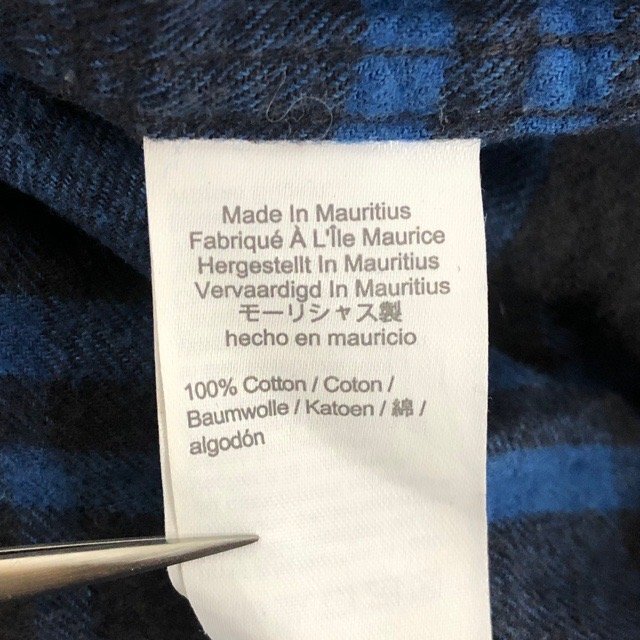 Made In Mauritius
Fabriqué À L'Île Maurice
Hergestellt In Mauritius
Vervaardigd In Mauritius
モーリシャス製
hecho en mauricio
100% Cotton / Coton /
Baumwolle / Katoen / 綿 /
algodón